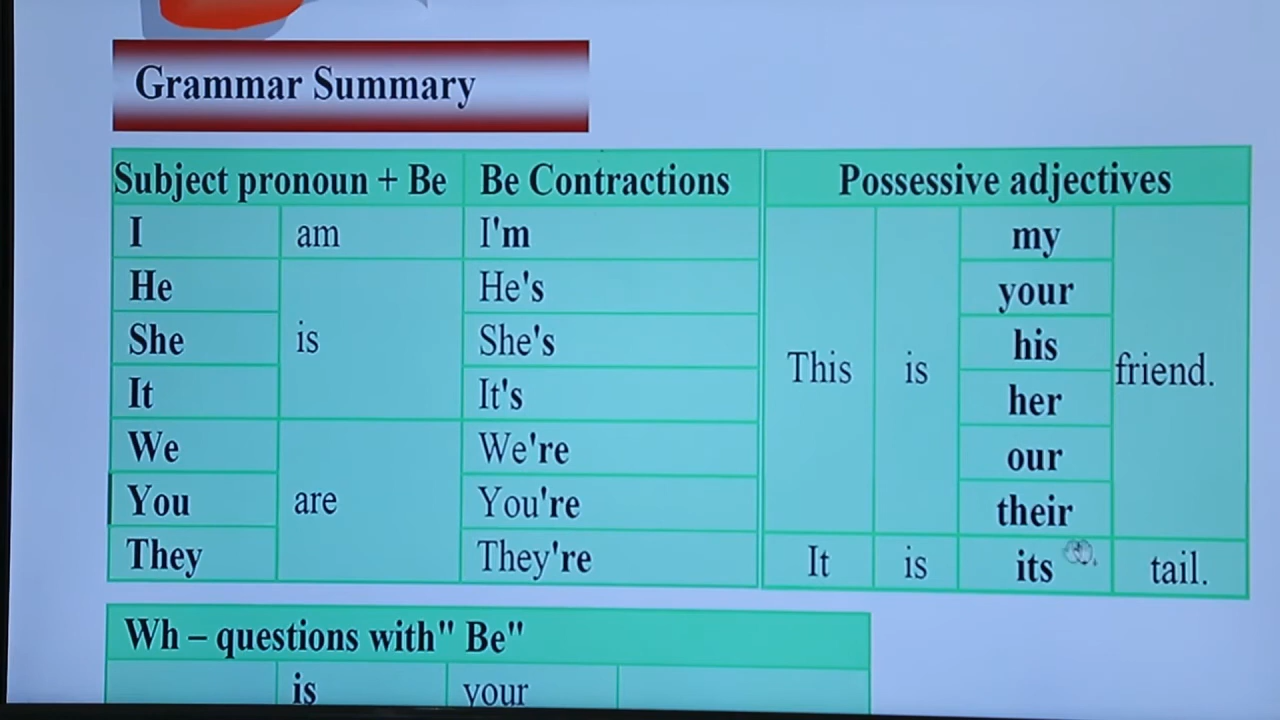 Grammar Summary
Subject pronoun + Be Be Contractions Possessive adjectives
I am I'm my
He He's your
She is She's his
This is friend.
It It's her
We We're our
You are You're their
They They're It is its tail.
Wh – questions with" Be"
is your